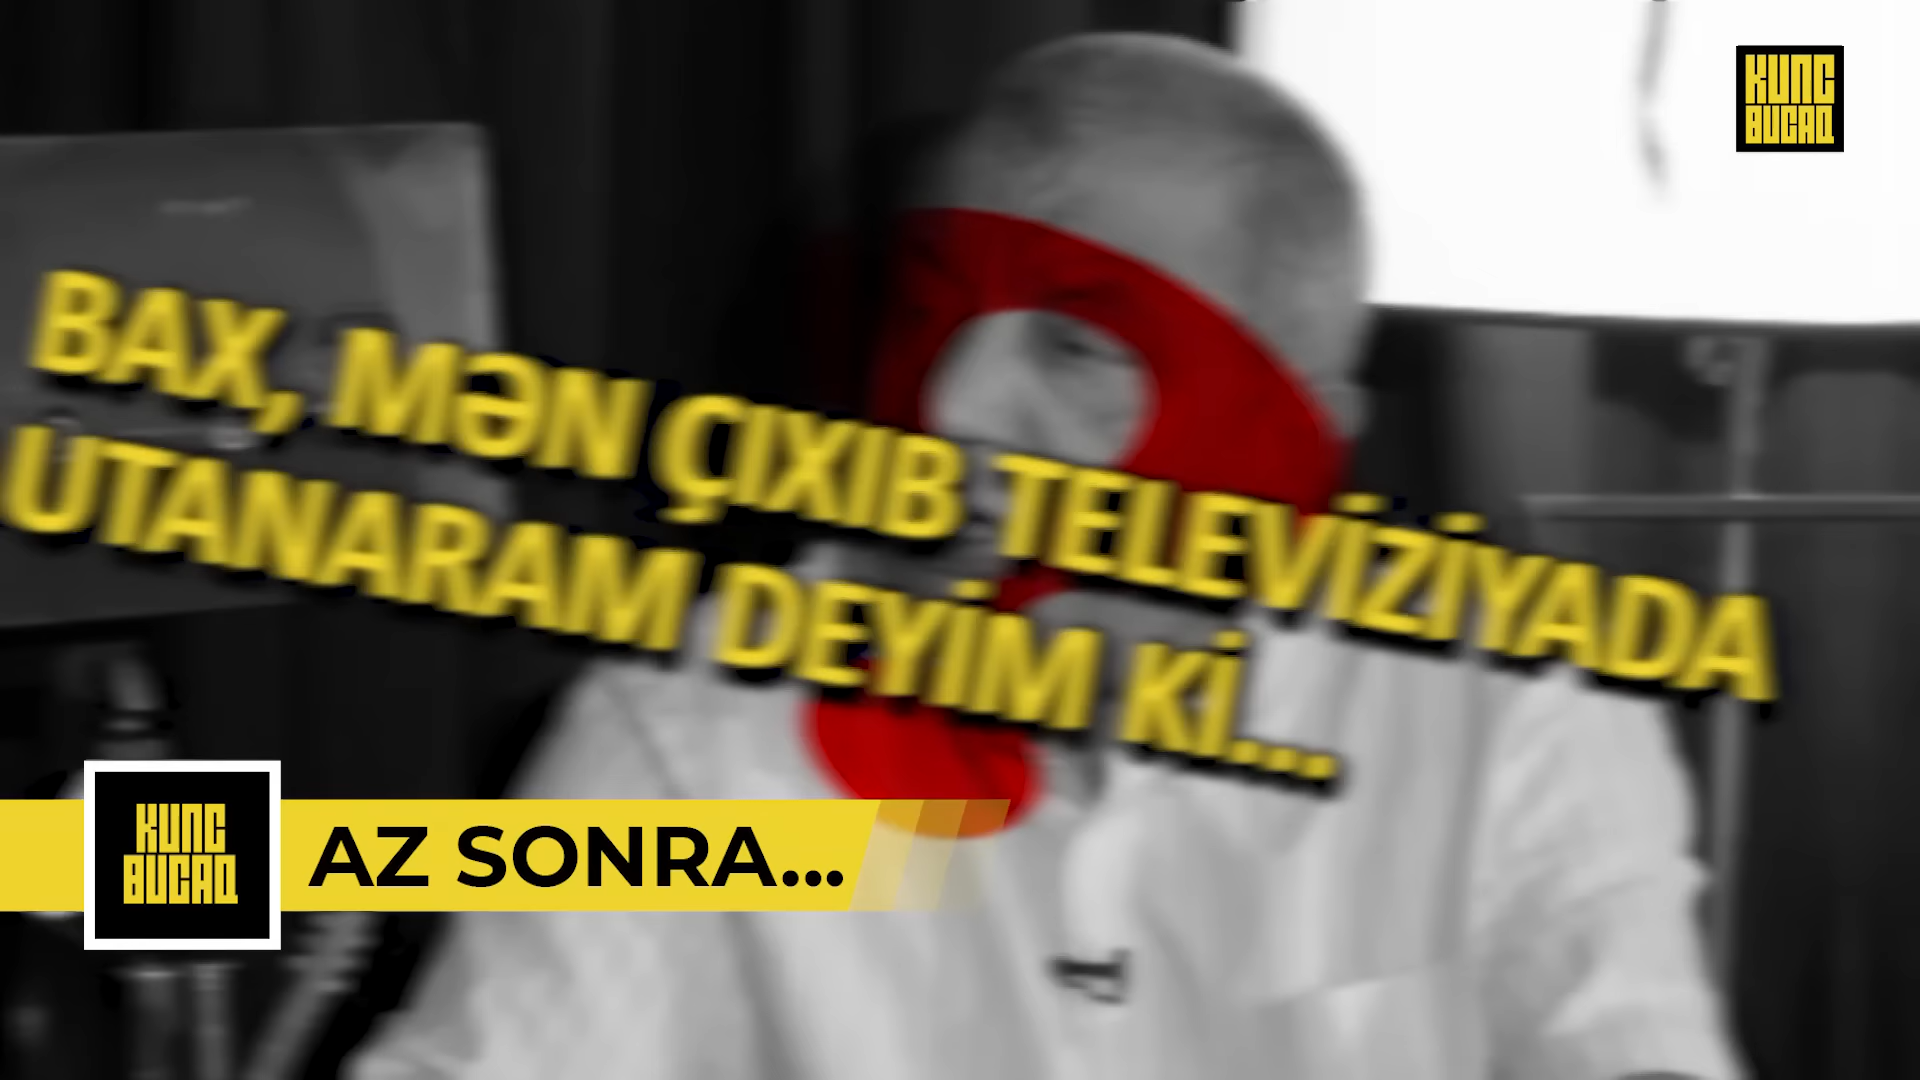 KUNC
BUCAQ
BAX, MƏN ÇIXIB TELEVİZİYADA
UTANARAM DEYİM Kİ...
KUNC
BUCAQ
AZ SONRA...